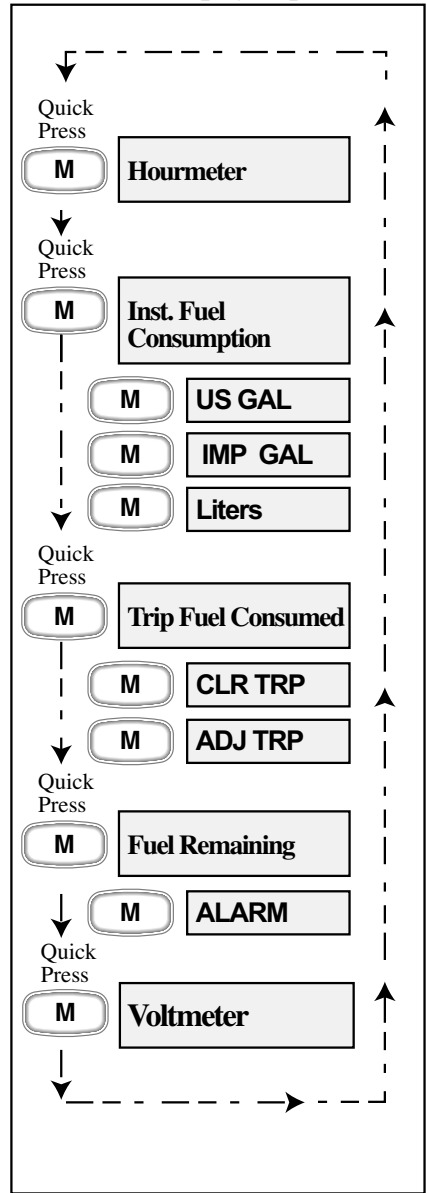 Quick
Press
M
Hourmeter
Quick
Press
M
Inst. Fuel
Consumption
M
US GAL
M
IMP GAL
M
Liters
Quick
Press
M
Trip Fuel Consumed
M
CLR TRP
M
ADJ TRP
Quick
Press
M
Fuel Remaining
M
ALARM
Quick
Press
M
Voltmeter